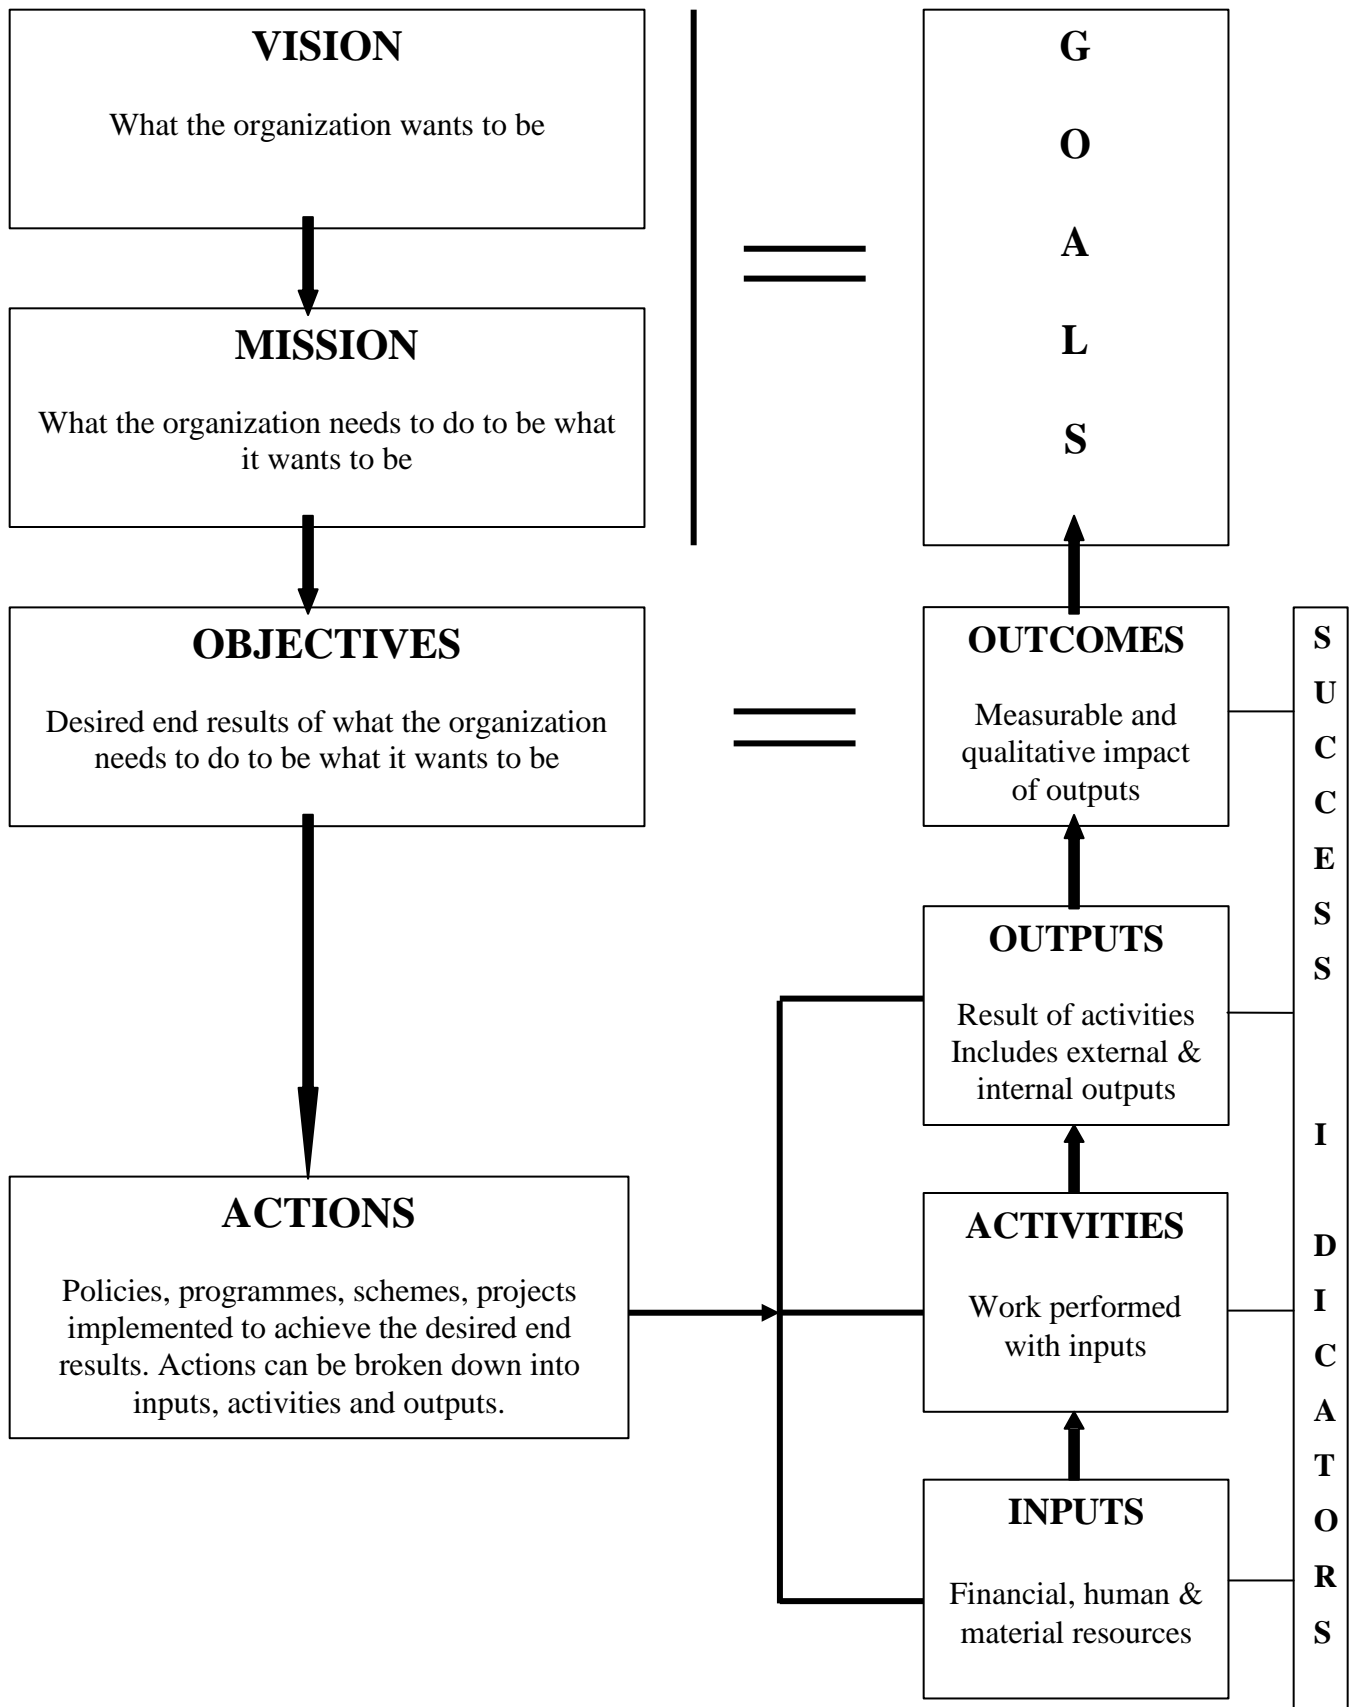 VISION
What the organization wants to be
MISSION
What the organization needs to do to be what
it wants to be
OBJECTIVES
Desired end results of what the organization
needs to do to be what it wants to be
ACTIONS
Policies, programmes, schemes, projects
implemented to achieve the desired end
results. Actions can be broken down into
inputs, activities and outputs.
G
O
A
L
S
OUTCOMES
Measurable and
qualitative impact
of outputs
OUTPUTS
Result of activities
Includes external &
internal outputs
ACTIVITIES
Work performed
with inputs
INPUTS
Financial, human &
material resources
S
U
C
C
E
S
S
I
D
I
C
A
T
O
R
S